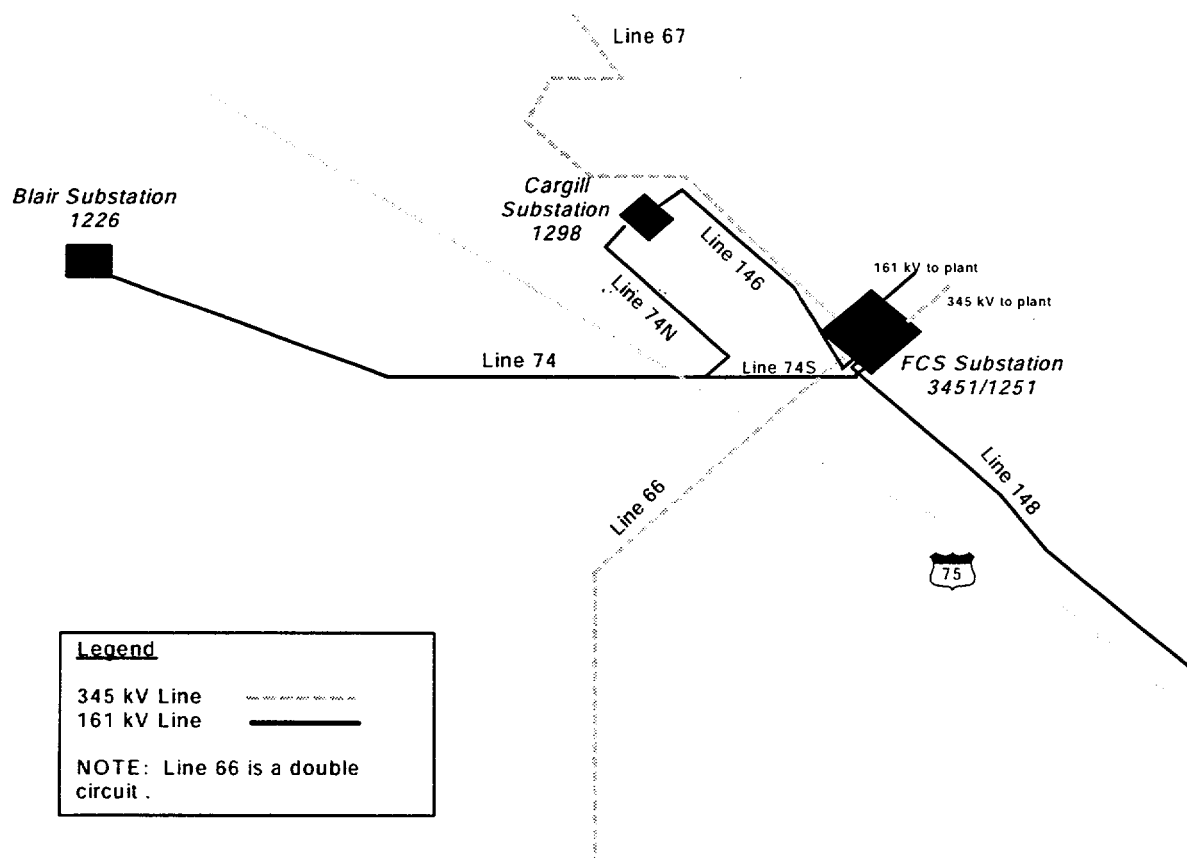 Line 67
Blair Substation
1226
Cargill
Substation
1298
Line 146
161 kV to plant
345 kV to plant
Line 74N
Line 74
Line 74S
FCS Substation
3451/1251
Line 66
Line 148
75
Legend
345 kV Line
161 kV Line
NOTE: Line 66 is a double
circuit .